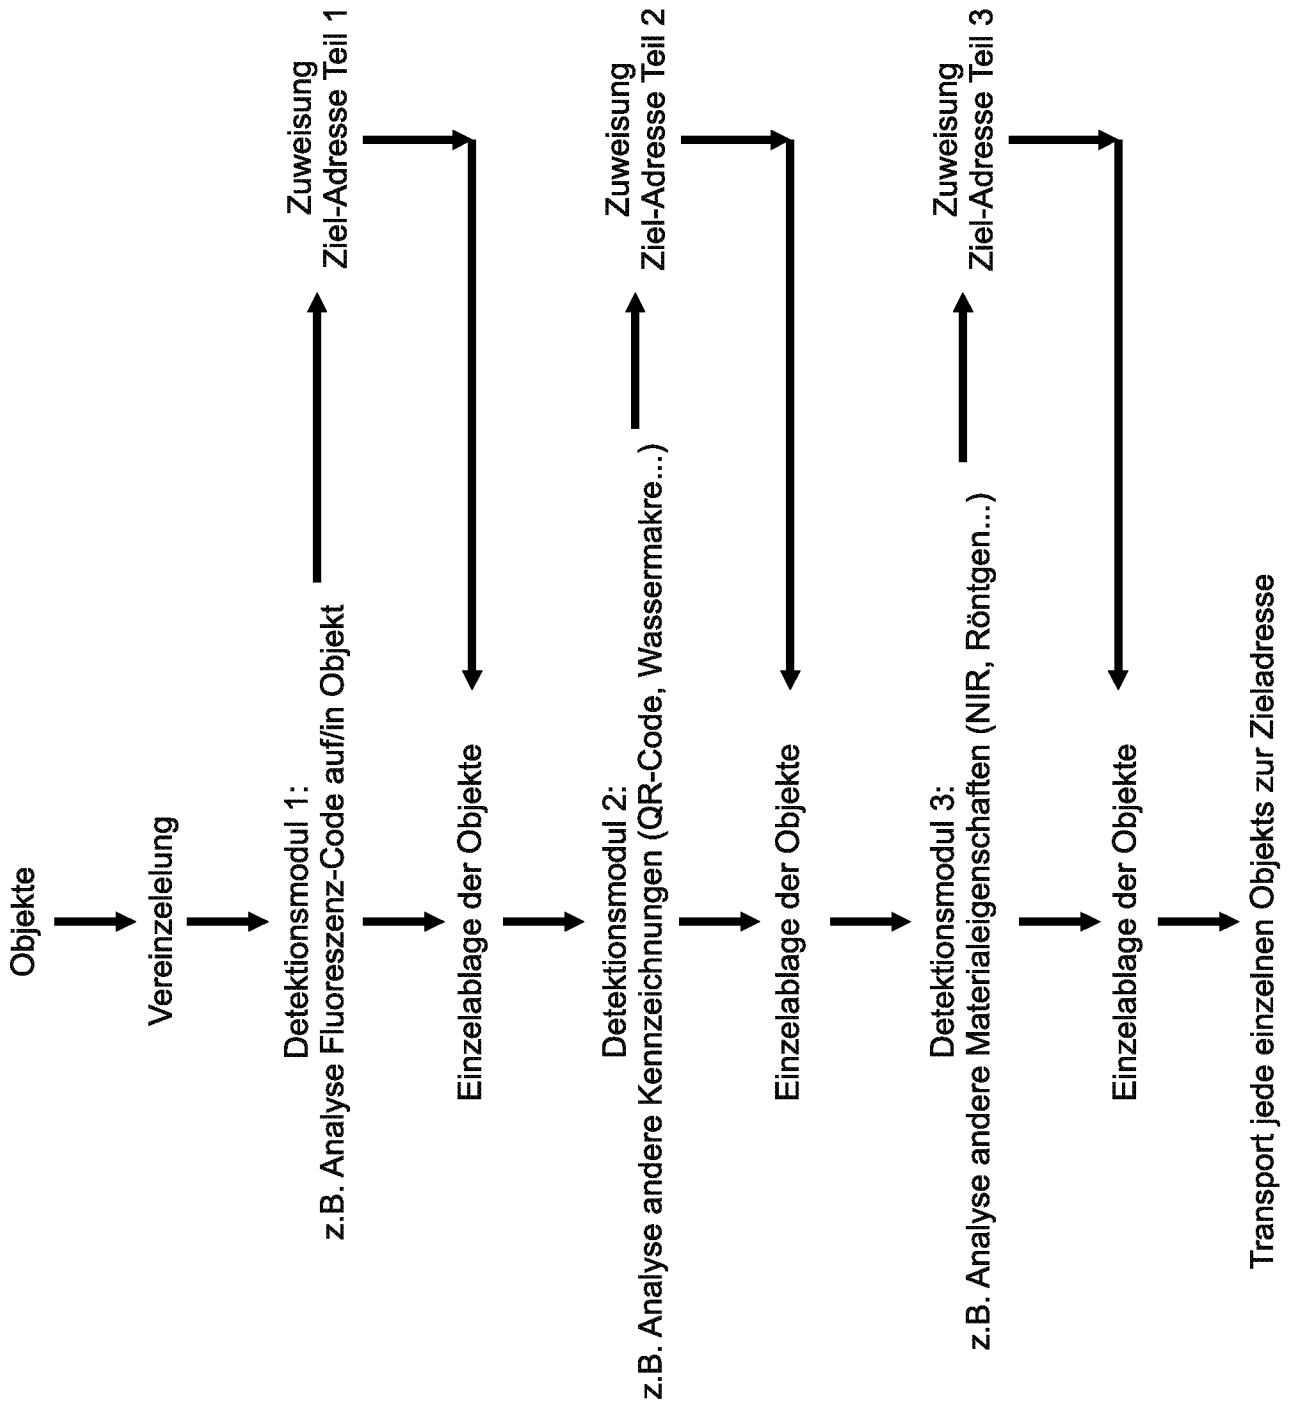 Objekte
Vereinzelelung
Detektionsmodul 1:
z.B. Analyse Fluoreszenz-Code auf/in Objekt
Zuweisung
Ziel-Adresse Teil 1
Einzelablage der Objekte
Detektionsmodul 2:
z.B. Analyse andere Kennzeichnungen (QR-Code, Wassermakre...)
Zuweisung
Ziel-Adresse Teil 2
Einzelablage der Objekte
Detektionsmodul 3:
z.B. Analyse andere Materialeigenschaften (NIR, Röntgen...)
Zuweisung
Ziel-Adresse Teil 3
Einzelablage der Objekte
Transport jede einzelnen Objekts zur Zieladresse